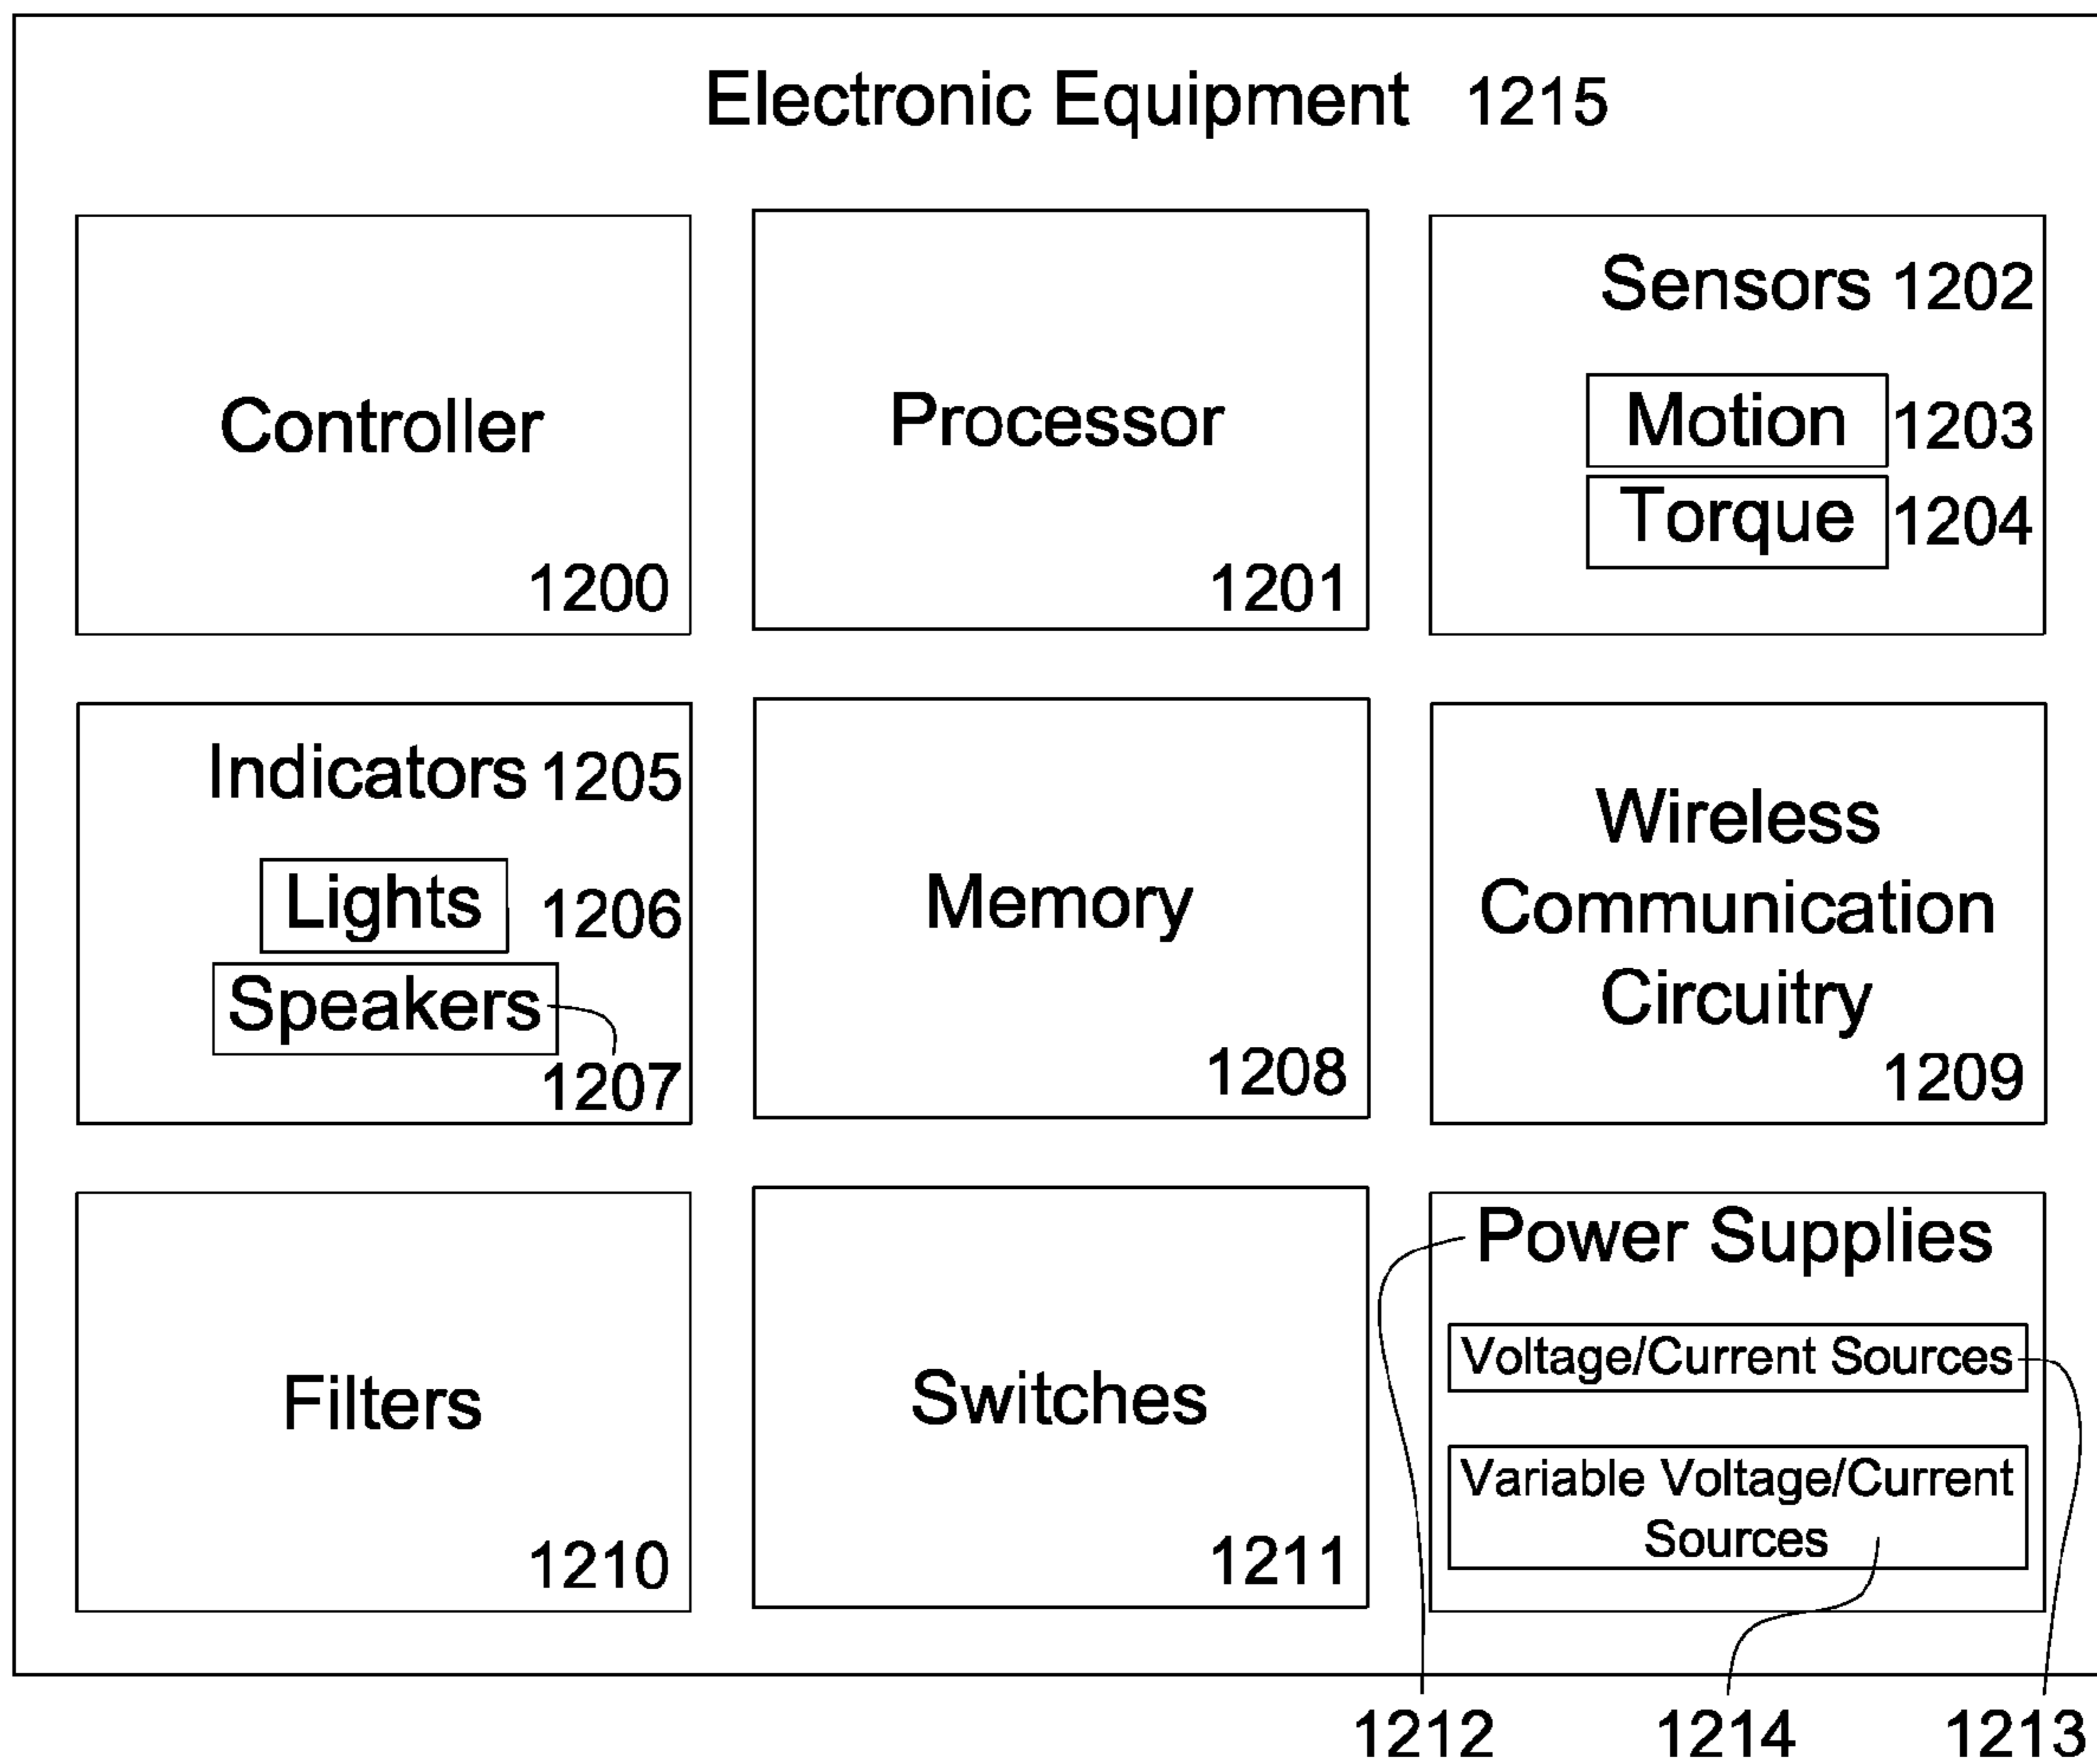 Electronic Equipment 1215
Controller
1200
Processor
1201
Sensors 1202
Motion 1203
Torque 1204
Indicators 1205
Lights 1206
Speakers
1207
Memory
1208
Wireless
Communication
Circuitry
1209
Filters
1210
Switches
1211
Power Supplies
Voltage/Current Sources
Variable Voltage/Current
Sources
1212
1214
1213